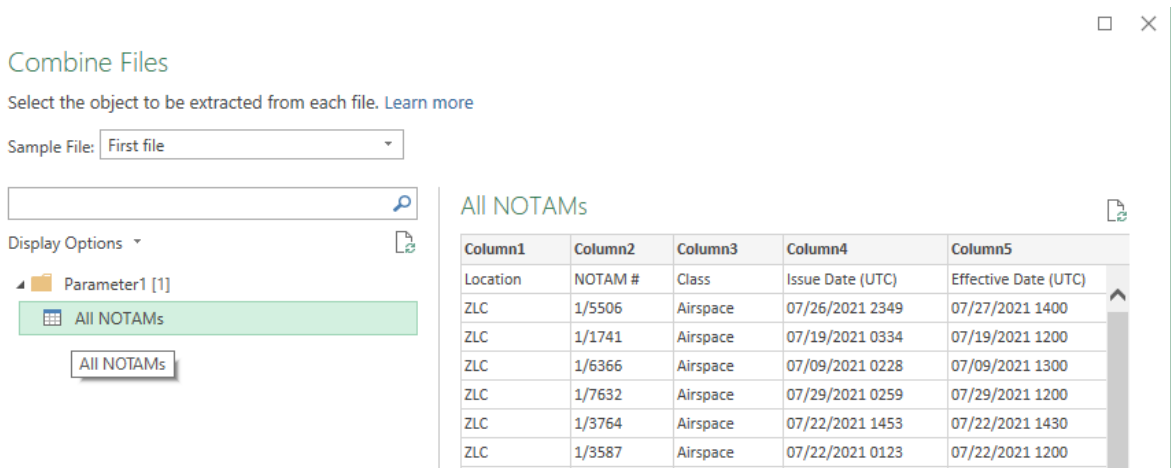 Combine Files
Select the object to be extracted from each file. Learn more
Sample File: First file
Display Options
Parameter1 [1]
All NOTAMs
All NOTAMs
All NOTAMs
Column1 Column2 Column3 Column4 Column5
Location NOTAM # Class Issue Date (UTC) Effective Date (UTC)
ZLC 1/5506 Airspace 07/26/2021 2349 07/27/2021 1400
ZLC 1/1741 Airspace 07/19/2021 0334 07/19/2021 1200
ZLC 1/6366 Airspace 07/09/2021 0228 07/09/2021 1300
ZLC 1/7632 Airspace 07/29/2021 0259 07/29/2021 1200
ZLC 1/3764 Airspace 07/22/2021 1453 07/22/2021 1430
ZLC 1/3587 Airspace 07/22/2021 0123 07/22/2021 1200